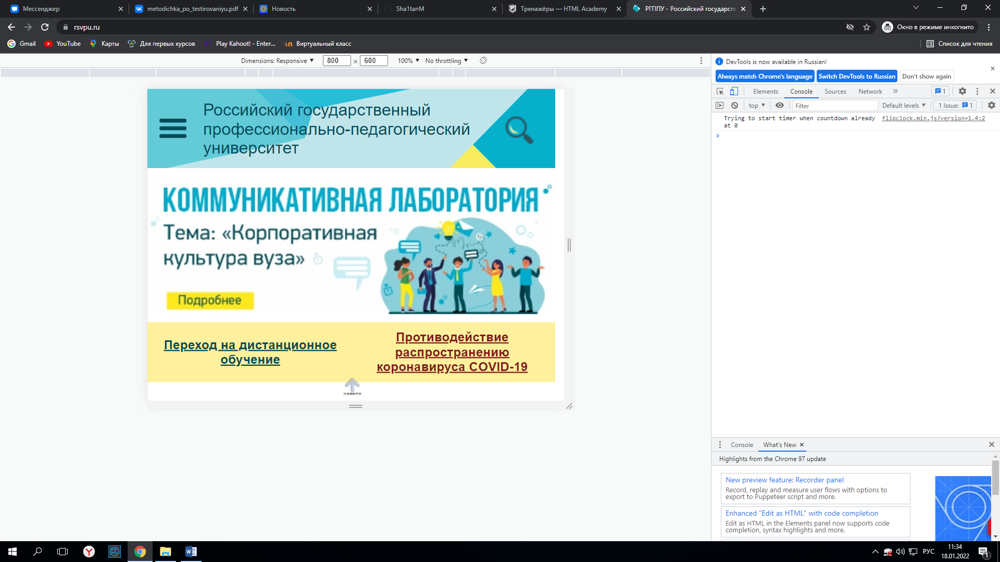 Мессенджер
metodichka_po_testirovaniyu.pdf
Новость
Sha1tanM
Тренажёры — HTML Academy
РГППУ - Российский государств
rsvpu.ru
Окно в режиме инкогнито
Gmail
YouTube
Карты
Для первых курсов
Play Kahoot! - Enter...
Виртуальный класс
Список для чтения
Dimensions: Responsive
800 × 600
100%
No throttling
Российский государственный
профессионально-педагогический
университет
КОММУНИКАТИВНАЯ ЛАБОРАТОРИЯ
Тема: «Корпоративная
культура вуза»
Подробнее
Переход на дистанционное
обучение
Противодействие
распространению
коронавируса COVID-19
НАВЕРХ
DevTools is now available in Russian!
Always match Chrome's language
Switch DevTools to Russian
Don't show again
Elements
Console
Sources
Network
1
top
Filter
Default levels
1 Issue: 1
Trying to start timer when countdown already
at 0
flipclock.min.js?version=1.4:2
Console
What's New
Highlights from the Chrome 97 update
New preview feature: Recorder panel
Record, replay and measure user flows with options to
export to Puppeteer script and more.
Enhanced "Edit as HTML" with code completion
Edit as HTML in the Elements panel now supports code
completion, syntax highlights and more.
РУС
11:34
18.01.2022
1